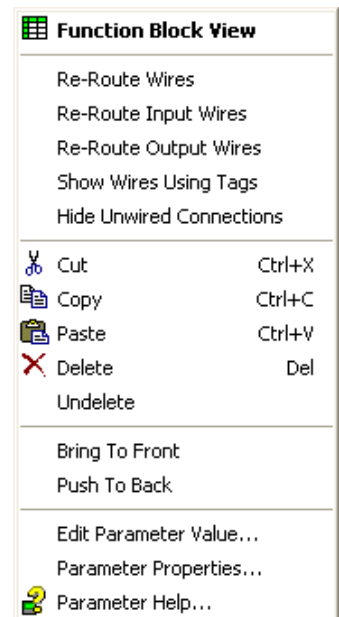 Function Block View
Re-Route Wires
Re-Route Input Wires
Re-Route Output Wires
Show Wires Using Tags
Hide Unwired Connections
Cut Ctrl+X
Copy Ctrl+C
Paste Ctrl+V
Delete Del
Undelete
Bring To Front
Push To Back
Edit Parameter Value...
Parameter Properties...
Parameter Help...